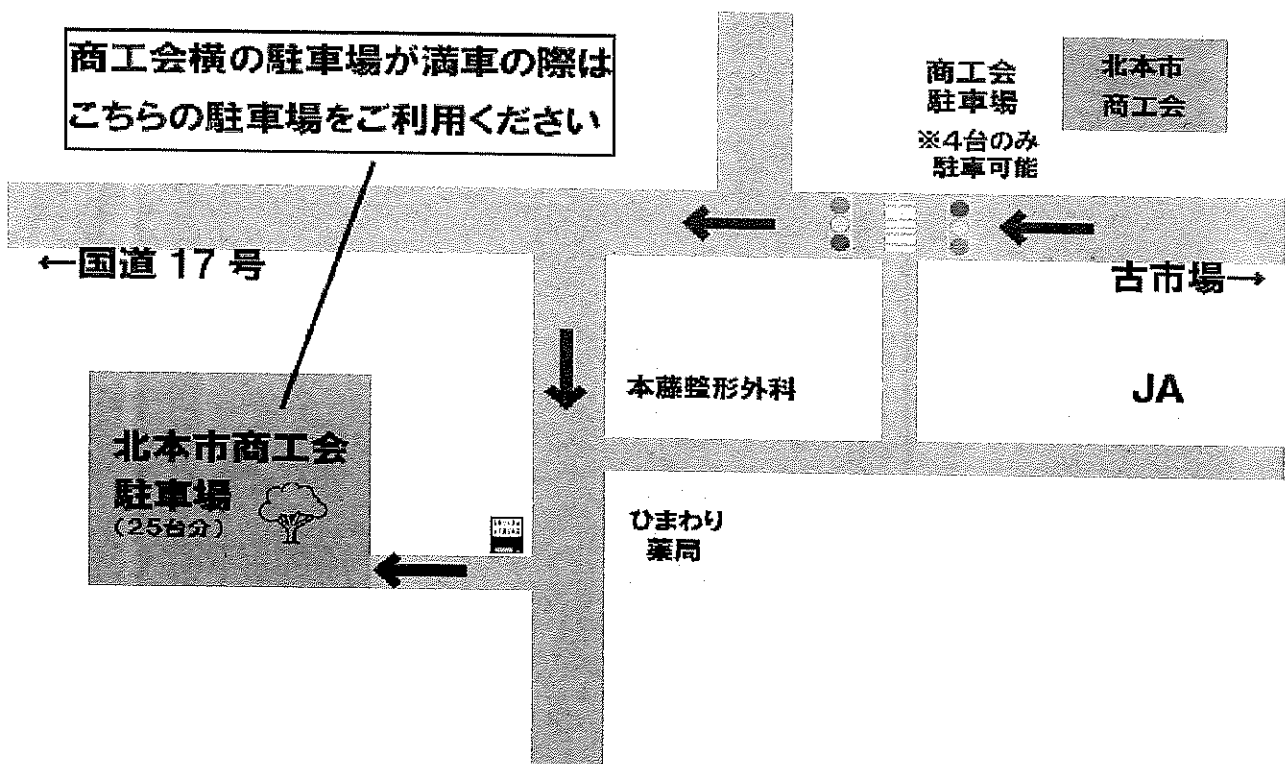 商工会横の駐車場が満車の際は
こちらの駐車場をご利用ください
商工会
駐車場
※4台のみ
駐車可能
北本市
商工会
←国道 17 号
古市場→
本藤整形外科
JA
北本市商工会
駐車場
(25台分)
ひまわり
薬局